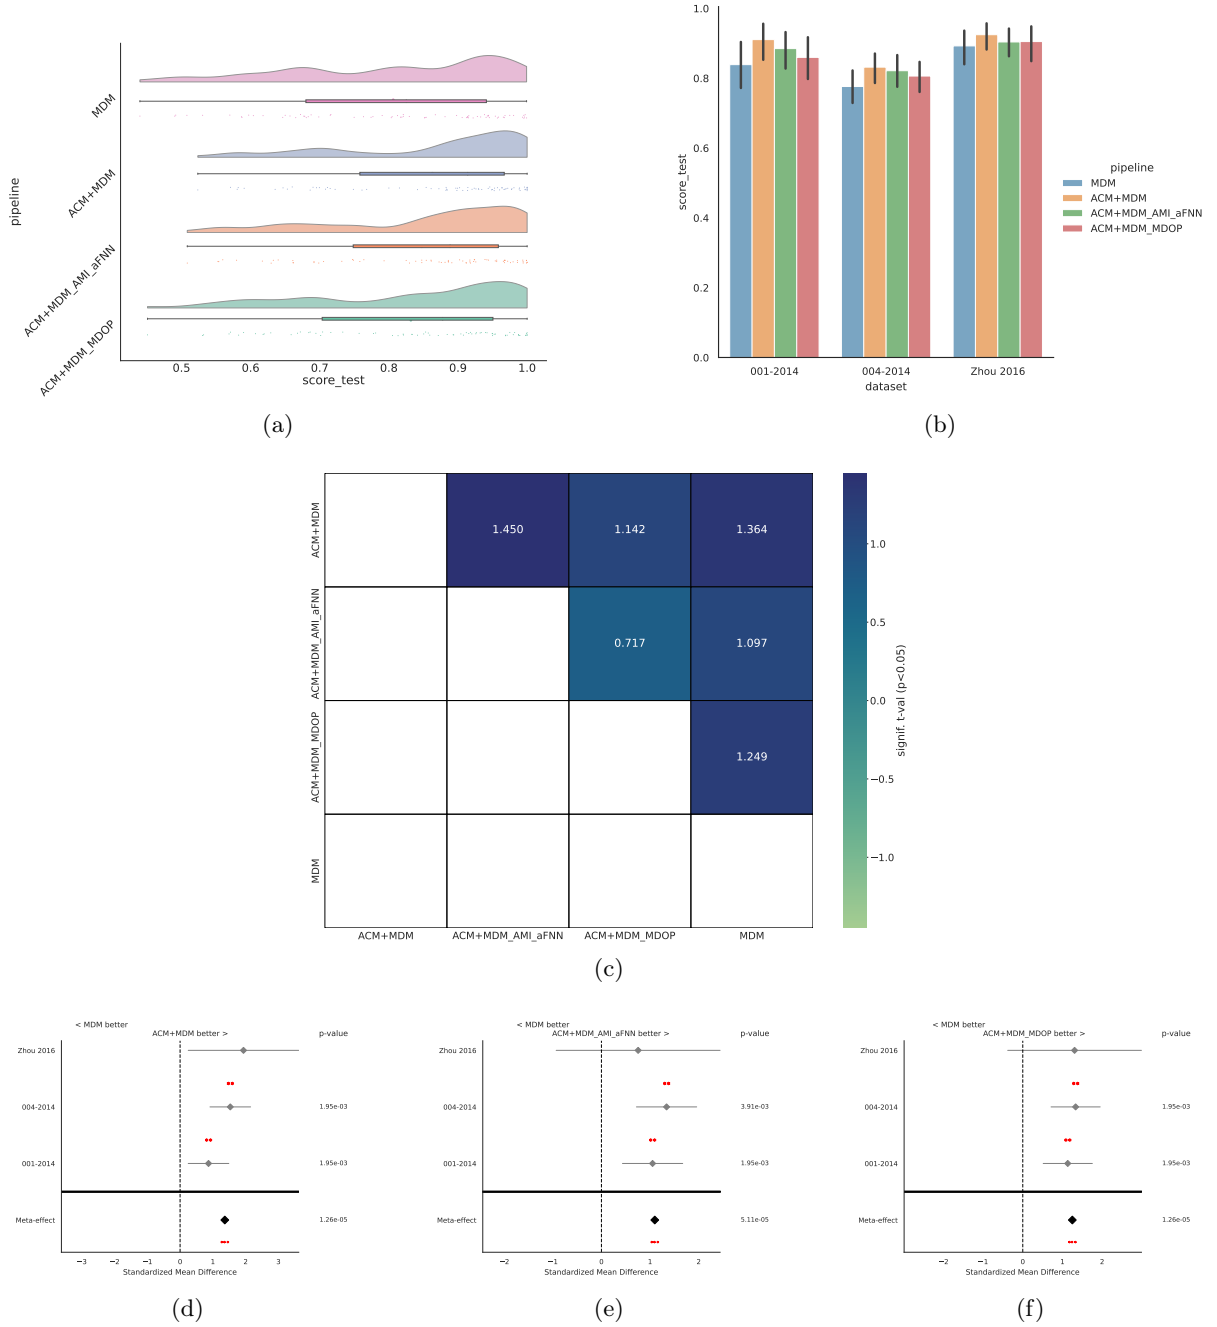 pipeline
MDM
ACM+MDM
ACM+MDM_AMI_aFNN
ACM+MDM_MDOP
0.5 0.6 0.7 0.8 0.9 1.0
score_test
(a)
1.0
0.8
0.6
0.4
0.2
0.0
score_test
001-2014 004-2014 Zhou 2016
dataset
pipeline
MDM
ACM+MDM
ACM+MDM_AMI_aFNN
ACM+MDM_MDOP
(b)
ACM+MDM
ACM+MDM_AMI_aFNN
ACM+MDM_MDOP
MDM
1.450 1.142 1.364
0.717 1.097
1.249
ACM+MDM ACM+MDM_AMI_aFNN ACM+MDM_MDOP MDM
1.0
0.5
0.0
−0.5
−1.0
signif. t-val (p<0.05)
(c)
< MDM better
ACM+MDM better > p-value
Zhou 2016
004-2014 1.95e-03
001-2014 1.95e-03
Meta-effect 1.26e-05
−3 −2 −1 0 1 2 3
Standardized Mean Difference
(d)
< MDM better
ACM+MDM_AMI_aFNN better > p-value
Zhou 2016
004-2014 3.91e-03
001-2014 1.95e-03
Meta-effect 5.11e-05
−2 −1 0 1 2
Standardized Mean Difference
(e)
< MDM better
ACM+MDM_MDOP better > p-value
Zhou 2016
004-2014 1.95e-03
001-2014 1.95e-03
Meta-effect 1.26e-05
−2 −1 0 1 2
Standardized Mean Difference
(f)